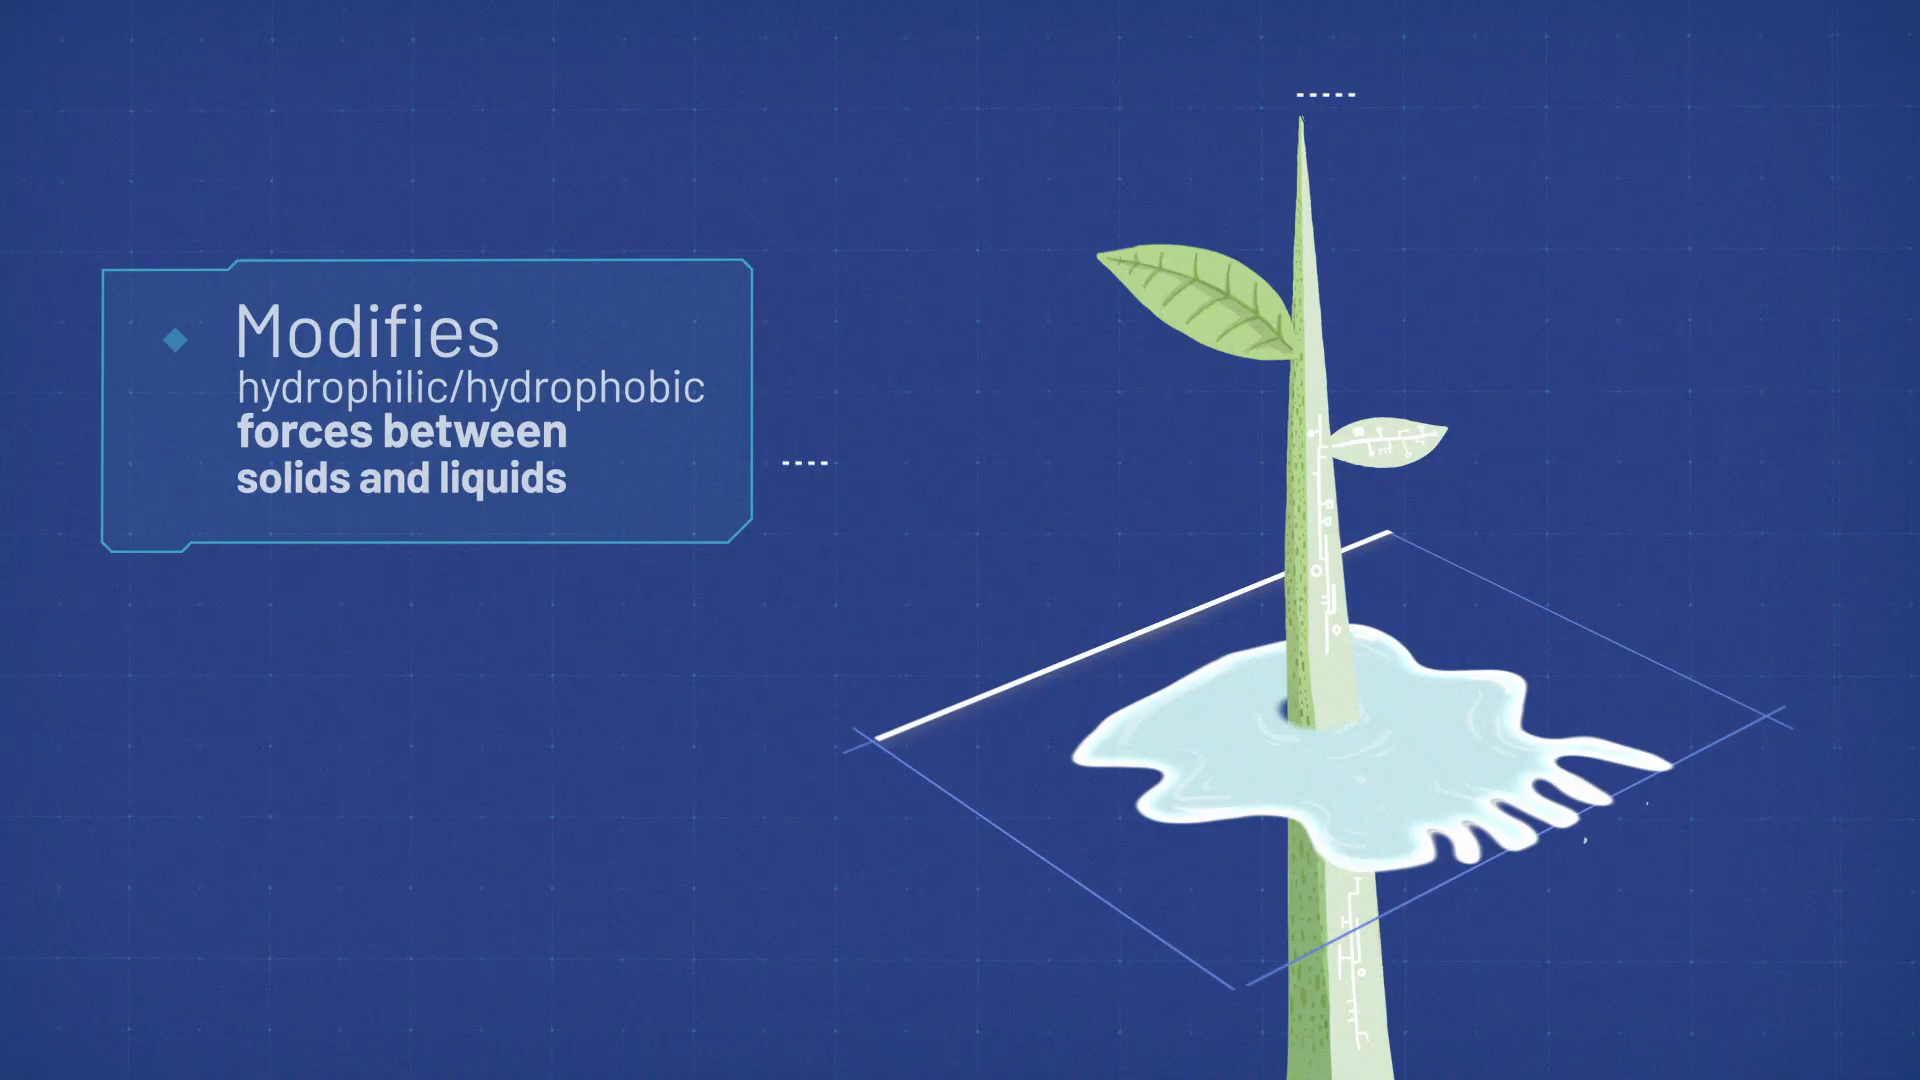 Modifies
hydrophilic/hydrophobic
forces between
solids and liquids